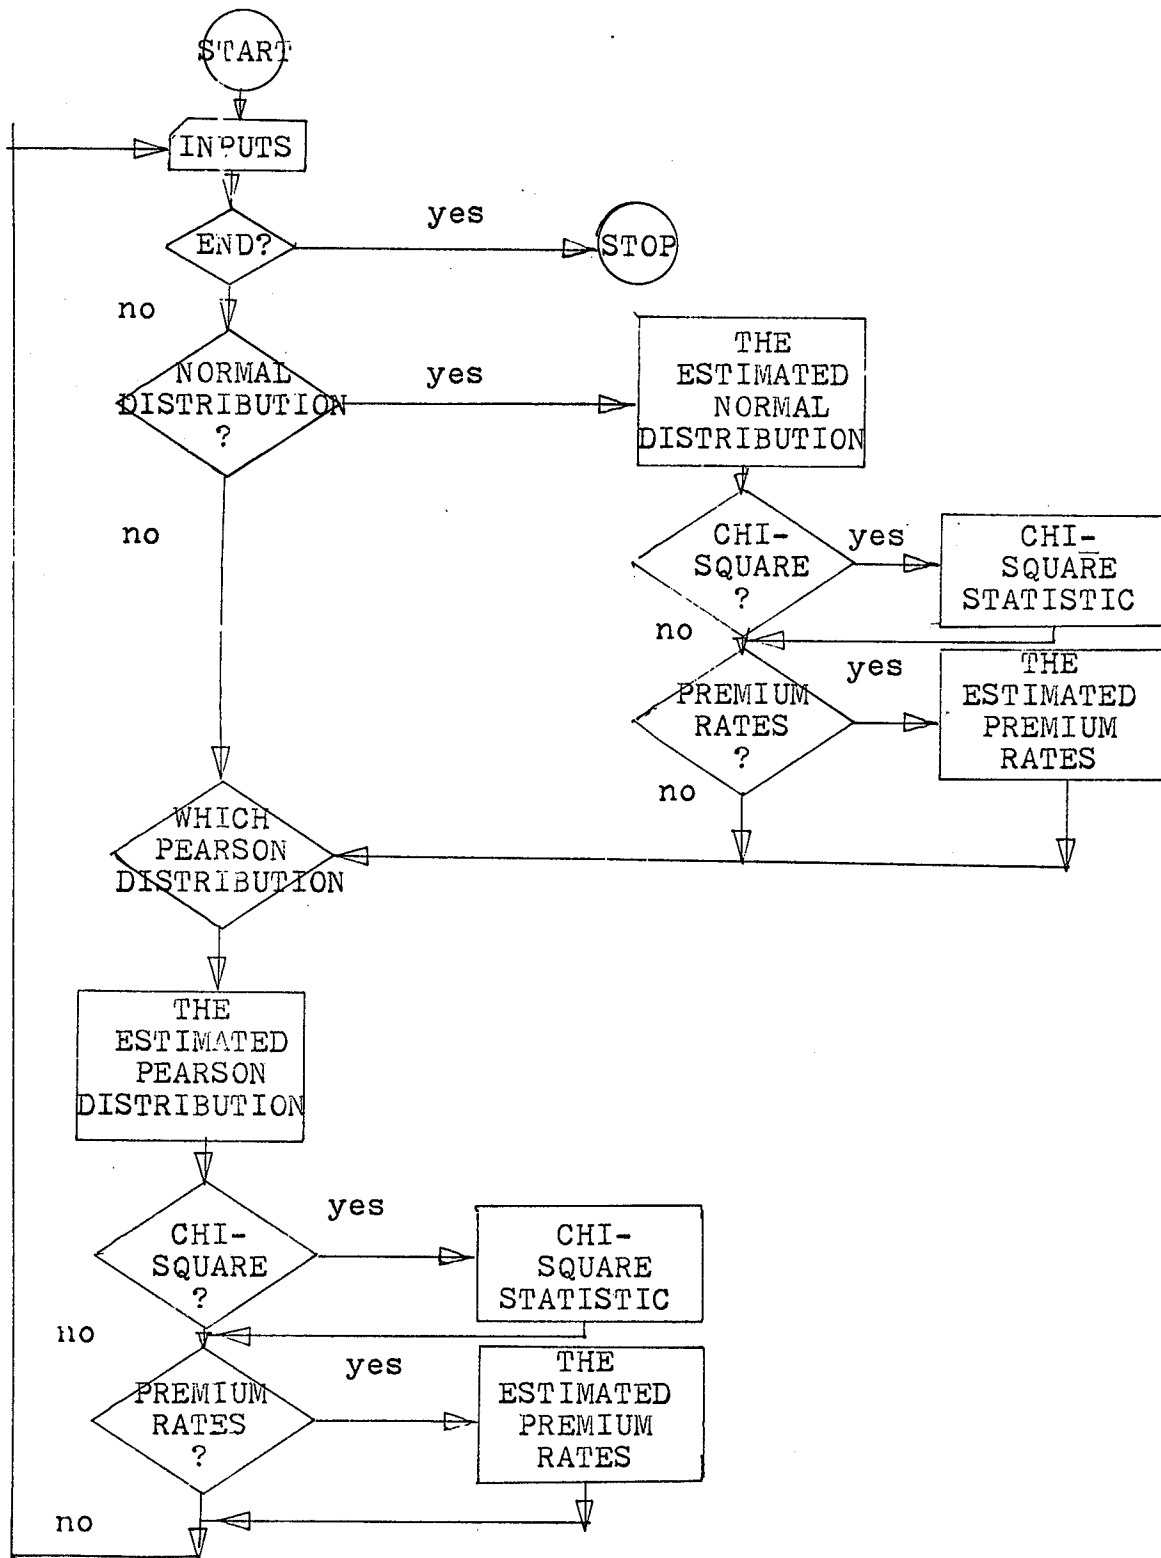 START
INPUTS
END?
yes
STOP
no
NORMAL
DISTRIBUTION
?
yes
THE
ESTIMATED
NORMAL
DISTRIBUTION
no
CHI-
SQUARE
?
yes
CHI-
SQUARE
STATISTIC
no
PREMIUM
RATES
?
yes
THE
ESTIMATED
PREMIUM
RATES
no
WHICH
PEARSON
DISTRIBUTION
THE
ESTIMATED
PEARSON
DISTRIBUTION
CHI-
SQUARE
?
yes
CHI-
SQUARE
STATISTIC
no
PREMIUM
RATES
?
yes
THE
ESTIMATED
PREMIUM
RATES
no